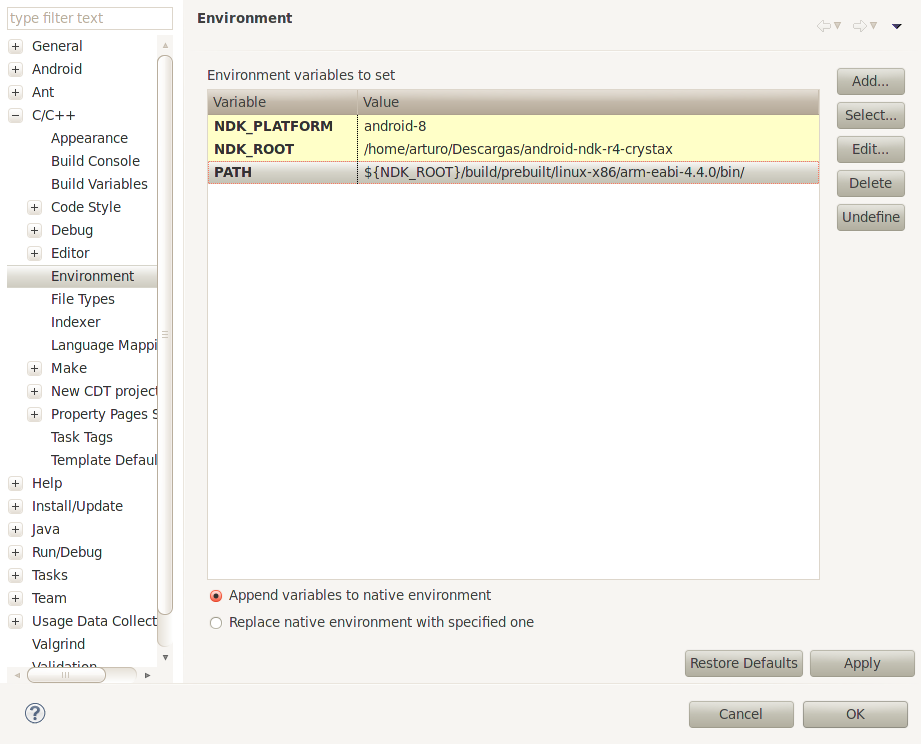 type filter text
General
Android
Ant
C/C++
Appearance
Build Console
Build Variables
Code Style
Debug
Editor
Environment
File Types
Indexer
Language Mappi
Make
New CDT project
Property Pages S
Task Tags
Template Defaul
Help
Install/Update
Java
Run/Debug
Tasks
Team
Usage Data Collect
Valgrind
Validation
Environment
Environment variables to set
Variable Value
NDK_PLATFORM android-8
NDK_ROOT /home/arturo/Descargas/android-ndk-r4-crystax
PATH ${NDK_ROOT}/build/prebuilt/linux-x86/arm-eabi-4.4.0/bin/
Add...
Select...
Edit...
Delete
Undefine
Append variables to native environment
Replace native environment with specified one
Restore Defaults Apply
? Cancel OK